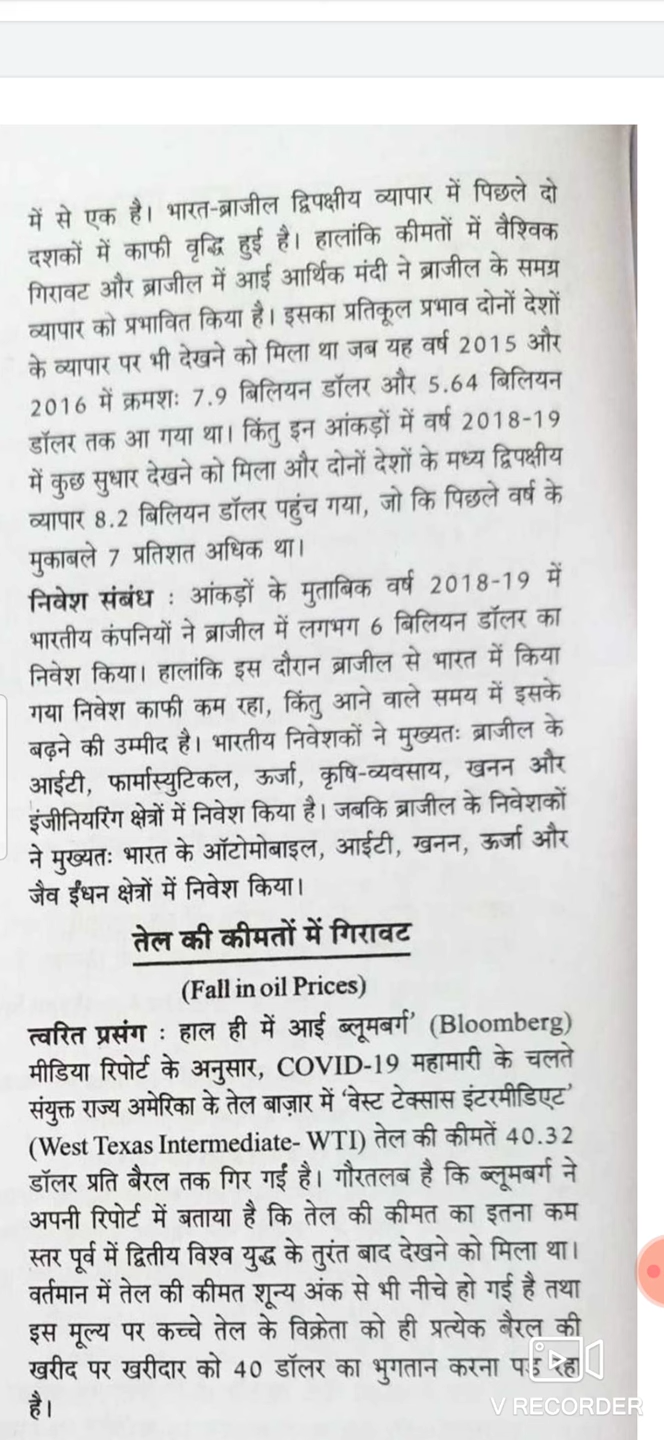 में से एक है। भारत-ब्राजील द्विपक्षीय व्यापार में पिछले दो
दशकों में काफी वृद्धि हुई है। हालांकि कीमतों में वैश्विक
गिरावट और ब्राजील में आई आर्थिक मंदी ने ब्राजील के समग्र
व्यापार को प्रभावित किया है। इसका प्रतिकूल प्रभाव दोनों देशों
के व्यापार पर भी देखने को मिला था जब यह वर्ष 2015 और
2016 में क्रमशः 7.9 बिलियन डॉलर और 5.64 बिलियन
डॉलर तक आ गया था। किंतु इन आंकड़ों में वर्ष 2018-19
में कुछ सुधार देखने को मिला और दोनों देशों के मध्य द्विपक्षीय
व्यापार 8.2 बिलियन डॉलर पहुंच गया, जो कि पिछले वर्ष के
मुकाबले 7 प्रतिशत अधिक था।
निवेश संबंध : आंकड़ों के मुताबिक वर्ष 2018-19 में
भारतीय कंपनियों ने ब्राजील में लगभग 6 बिलियन डॉलर का
निवेश किया। हालांकि इस दौरान ब्राजील से भारत में किया
गया निवेश काफी कम रहा, किंतु आने वाले समय में इसके
बढ़ने की उम्मीद है। भारतीय निवेशकों ने मुख्यतः ब्राजील के
आईटी, फार्मास्युटिकल, ऊर्जा, कृषि-व्यवसाय, खनन और
इंजीनियरिंग क्षेत्रों में निवेश किया है। जबकि ब्राजील के निवेशकों
ने मुख्यतः भारत के ऑटोमोबाइल, आईटी, खनन, ऊर्जा और
जैव ईंधन क्षेत्रों में निवेश किया।
तेल की कीमतों में गिरावट
(Fall in oil Prices)
त्वरित प्रसंग : हाल ही में आई ब्लूमबर्ग’ (Bloomberg)
मीडिया रिपोर्ट के अनुसार, COVID-19 महामारी के चलते
संयुक्त राज्य अमेरिका के तेल बाज़ार में ‘वेस्ट टेक्सास इंटरमीडिएट’
(West Texas Intermediate- WTI) तेल की कीमतें 40.32
डॉलर प्रति बैरल तक गिर गईं है। गौरतलब है कि ब्लूमबर्ग ने
अपनी रिपोर्ट में बताया है कि तेल की कीमत का इतना कम
स्तर पूर्व में द्वितीय विश्व युद्ध के तुरंत बाद देखने को मिला था।
वर्तमान में तेल की कीमत शून्य अंक से भी नीचे हो गई है तथा
इस मूल्य पर कच्चे तेल के विक्रेता को ही प्रत्येक बैरल की
खरीद पर खरीदार को 40 डॉलर का भुगतान करना पड़ रहा
है।
V RECORDER